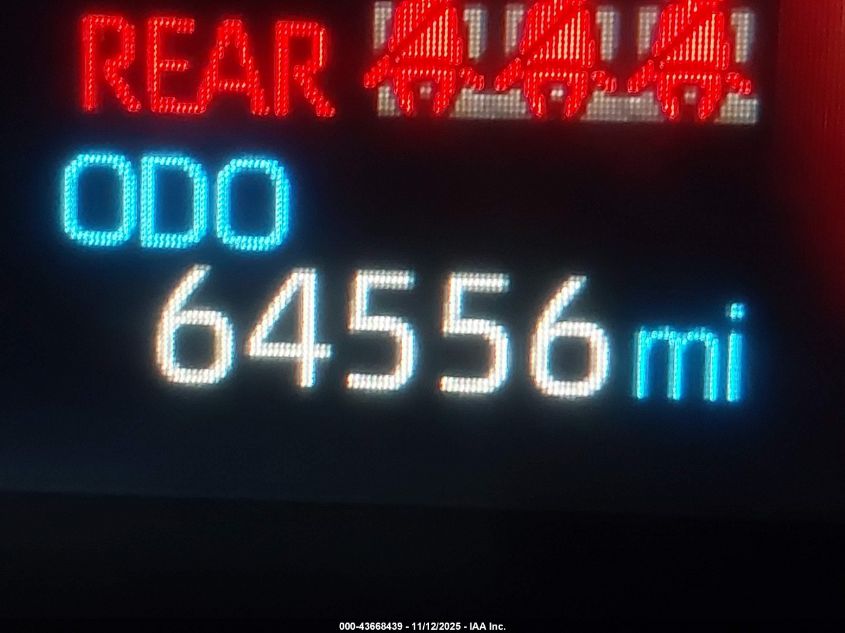 REAR
ODO
64556 mi
000-43668439 - 11/12/2025 - IAA Inc.